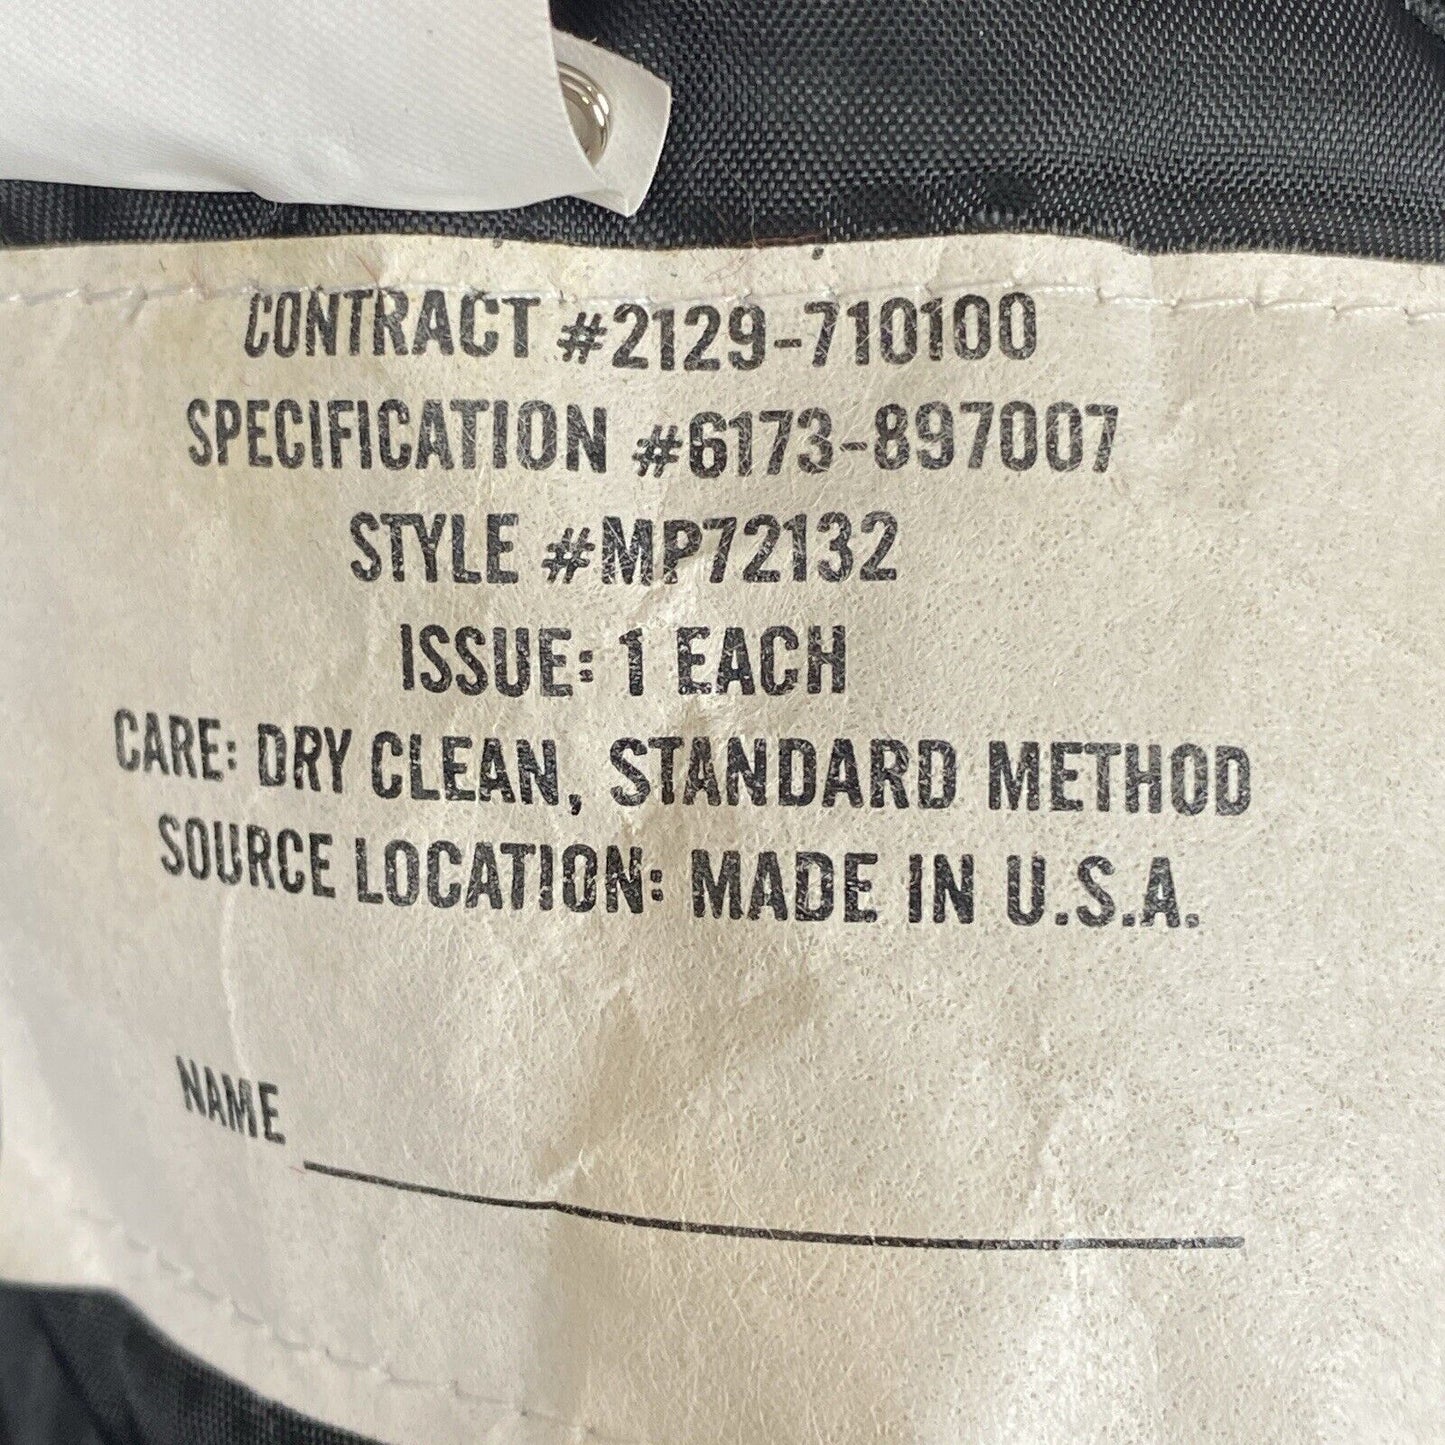 CONTRACT #2129-710100
SPECIFICATION #6173-897007
STYLE #MP72132
ISSUE: 1 EACH
CARE: DRY CLEAN, STANDARD METHOD
SOURCE LOCATION: MADE IN U.S.A.
NAME